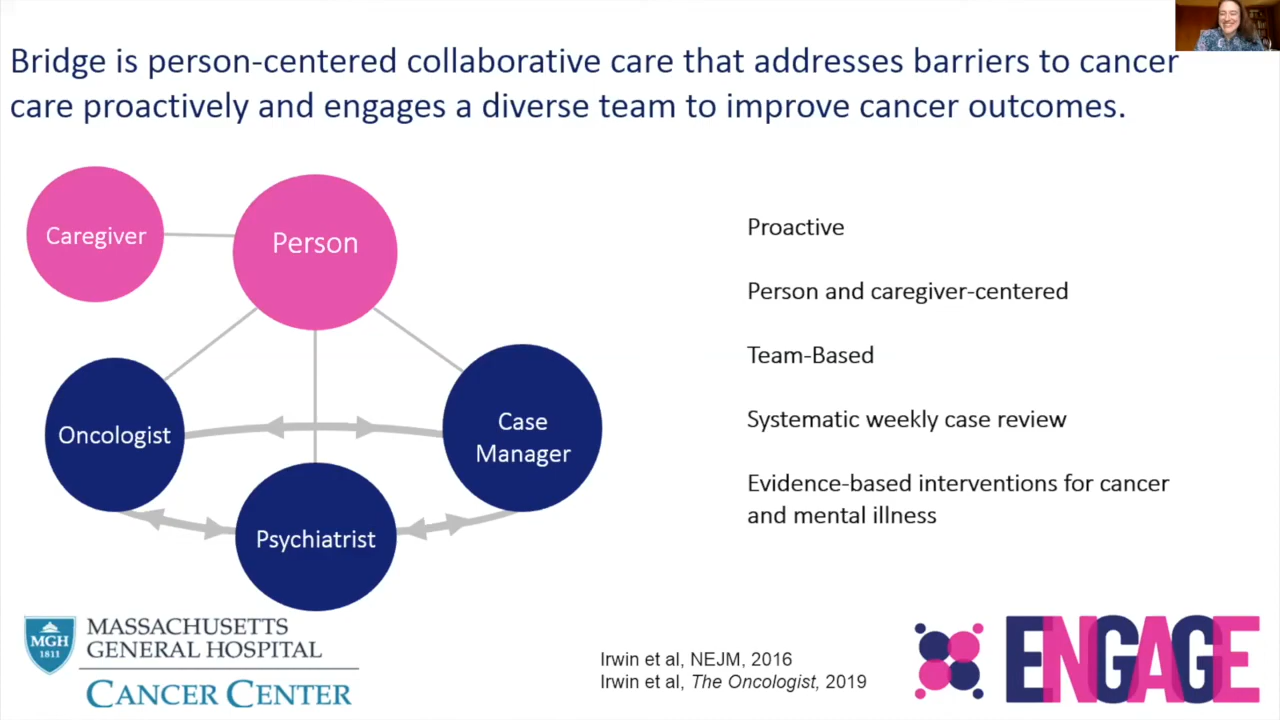 Bridge is person-centered collaborative care that addresses barriers to cancer
care proactively and engages a diverse team to improve cancer outcomes.
Caregiver
Person
Oncologist
Case
Manager
Psychiatrist
Proactive
Person and caregiver-centered
Team-Based
Systematic weekly case review
Evidence-based interventions for cancer
and mental illness
MGH
1811
MASSACHUSETTS
GENERAL HOSPITAL
CANCER CENTER
Irwin et al, NEJM, 2016
Irwin et al, The Oncologist, 2019
ENGAGE